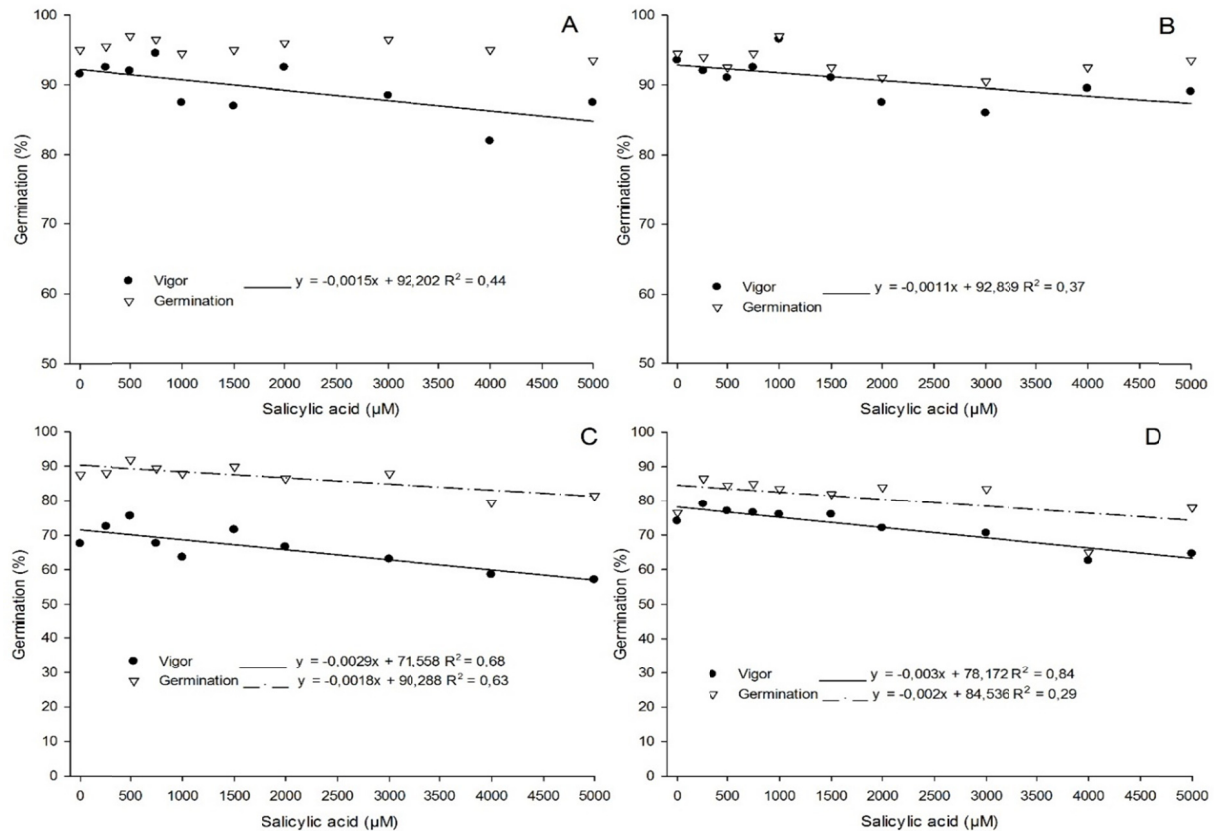 A
100
90
80
70
60
50
Germination (%)
Vigor y = -0,0015x + 92,202 R² = 0,44
Germination
0 500 1000 1500 2000 2500 3000 3500 4000 4500 5000
Salicylic acid (µM)
B
100
90
80
70
60
50
Germination (%)
Vigor y = -0,0011x + 92,839 R² = 0,37
Germination
0 500 1000 1500 2000 2500 3000 3500 4000 4500 5000
Salicylic acid (µM)
C
100
90
80
70
60
50
40
30
20
10
0
Germination (%)
Vigor y = -0,0029x + 71,558 R² = 0,68
Germination y = -0,0018x + 90,288 R² = 0,63
0 500 1000 1500 2000 2500 3000 3500 4000 4500 5000
Salicylic acid (µM)
D
100
90
80
70
60
50
40
30
20
10
0
Germination (%)
Vigor y = -0,003x + 78,172 R² = 0,84
Germination y = -0,002x + 84,536 R² = 0,29
0 500 1000 1500 2000 2500 3000 3500 4000 4500 5000
Salicylic acid (µM)